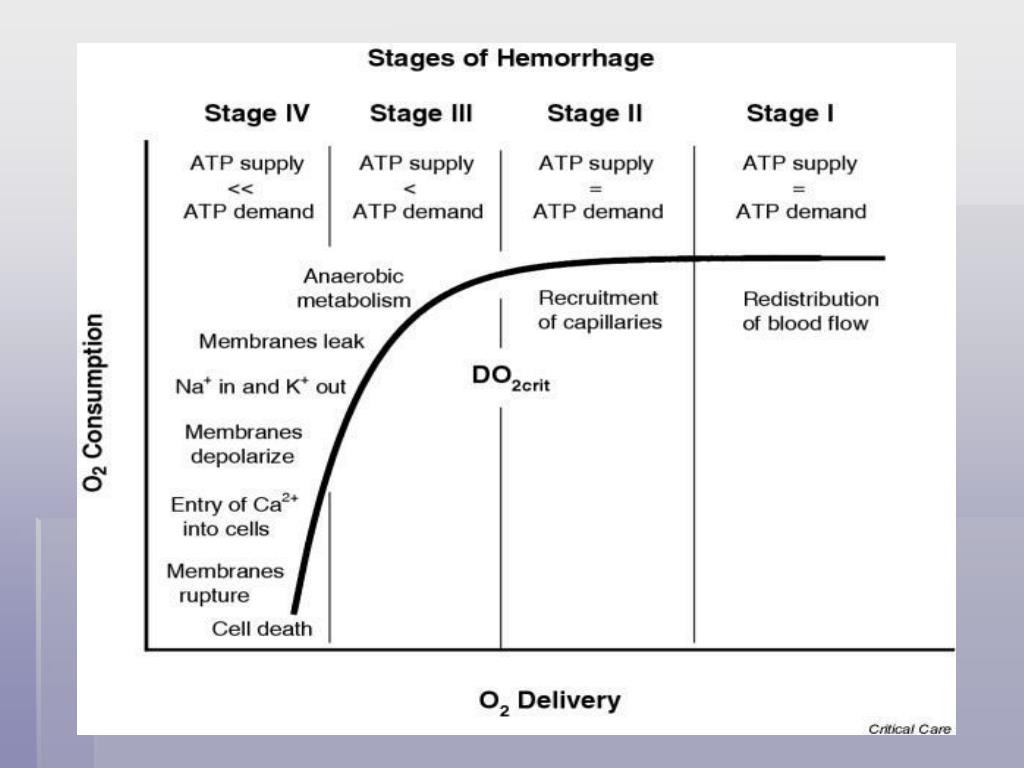 Stages of Hemorrhage
Stage IV
Stage III
Stage II
Stage I
ATP supply
<<
ATP demand
ATP supply
<
ATP demand
ATP supply
=
ATP demand
ATP supply
=
ATP demand
Anaerobic
metabolism
Membranes leak
Na⁺ in and K⁺ out
Membranes
depolarize
Entry of Ca²⁺
into cells
Membranes
rupture
Cell death
Recruitment
of capillaries
Redistribution
of blood flow
DO₂crit
O₂ Consumption
O₂ Delivery
Critical Care